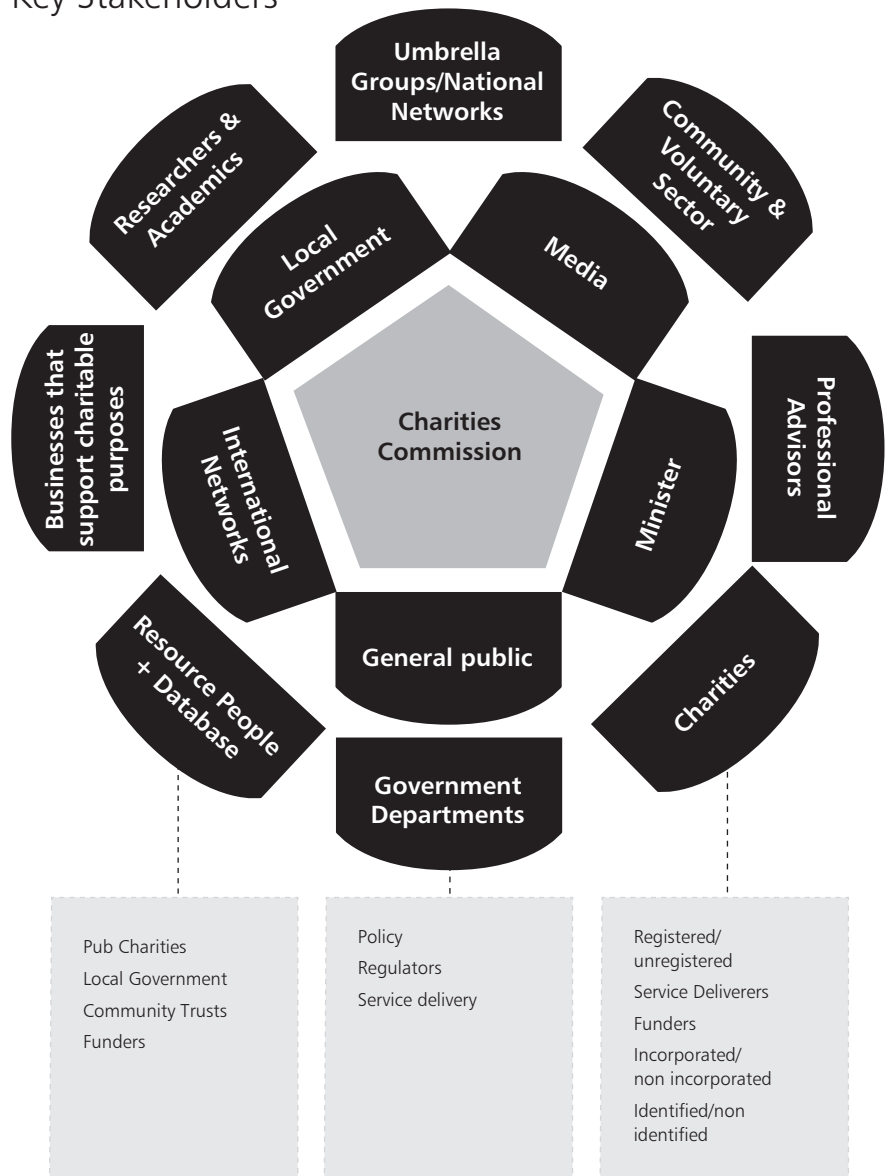 Key Stakeholders
Umbrella
Groups/National
Networks
Researchers &
Academics
Community &
Voluntary
Sector
Local
Government
Media
Businesses that
support charitable
purposes
International
Networks
Charities
Commission
Minister
Professional
Advisors
Resource People
+ Database
General public
Charities
Government
Departments
Pub Charities
Local Government
Community Trusts
Funders
Policy
Regulators
Service delivery
Registered/
unregistered
Service Deliverers
Funders
Incorporated/
non incorporated
Identified/non
identified